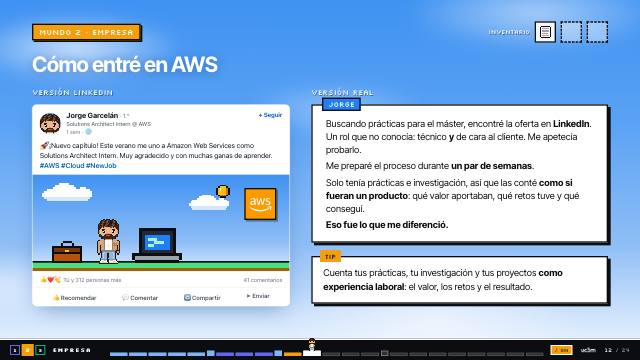 MUNDO 2 · EMPRESA
INVENTARIO
Cómo entré en AWS
VERSIÓN LINKEDIN
Jorge Garcelán · 1.º
+ Seguir
Solutions Architect Intern @ AWS
1 sem ·
🚀¡Nuevo capítulo! Este verano me uno a Amazon Web Services como
Solutions Architect Intern. Muy agradecido y con muchas ganas de aprender.
#AWS #Cloud #NewJob
aws
Tú y 312 personas más
41 comentarios
Recomendar
Comentar
Compartir
Enviar
VERSIÓN REAL
JORGE
Buscando prácticas para el máster, encontré la oferta en LinkedIn.
Un rol que no conocía: técnico y de cara al cliente. Me apetecía
probarlo.
Me preparé el proceso durante un par de semanas.
Solo tenía prácticas e investigación, así que las conté como si
fueran un producto: qué valor aportaban, qué retos tuve y qué
conseguí.
Eso fue lo que me diferenció.
TIP
Cuenta tus prácticas, tu investigación y tus proyectos como
experiencia laboral: el valor, los retos y el resultado.
1 2 3 EMPRESA
uc3m
12 / 29